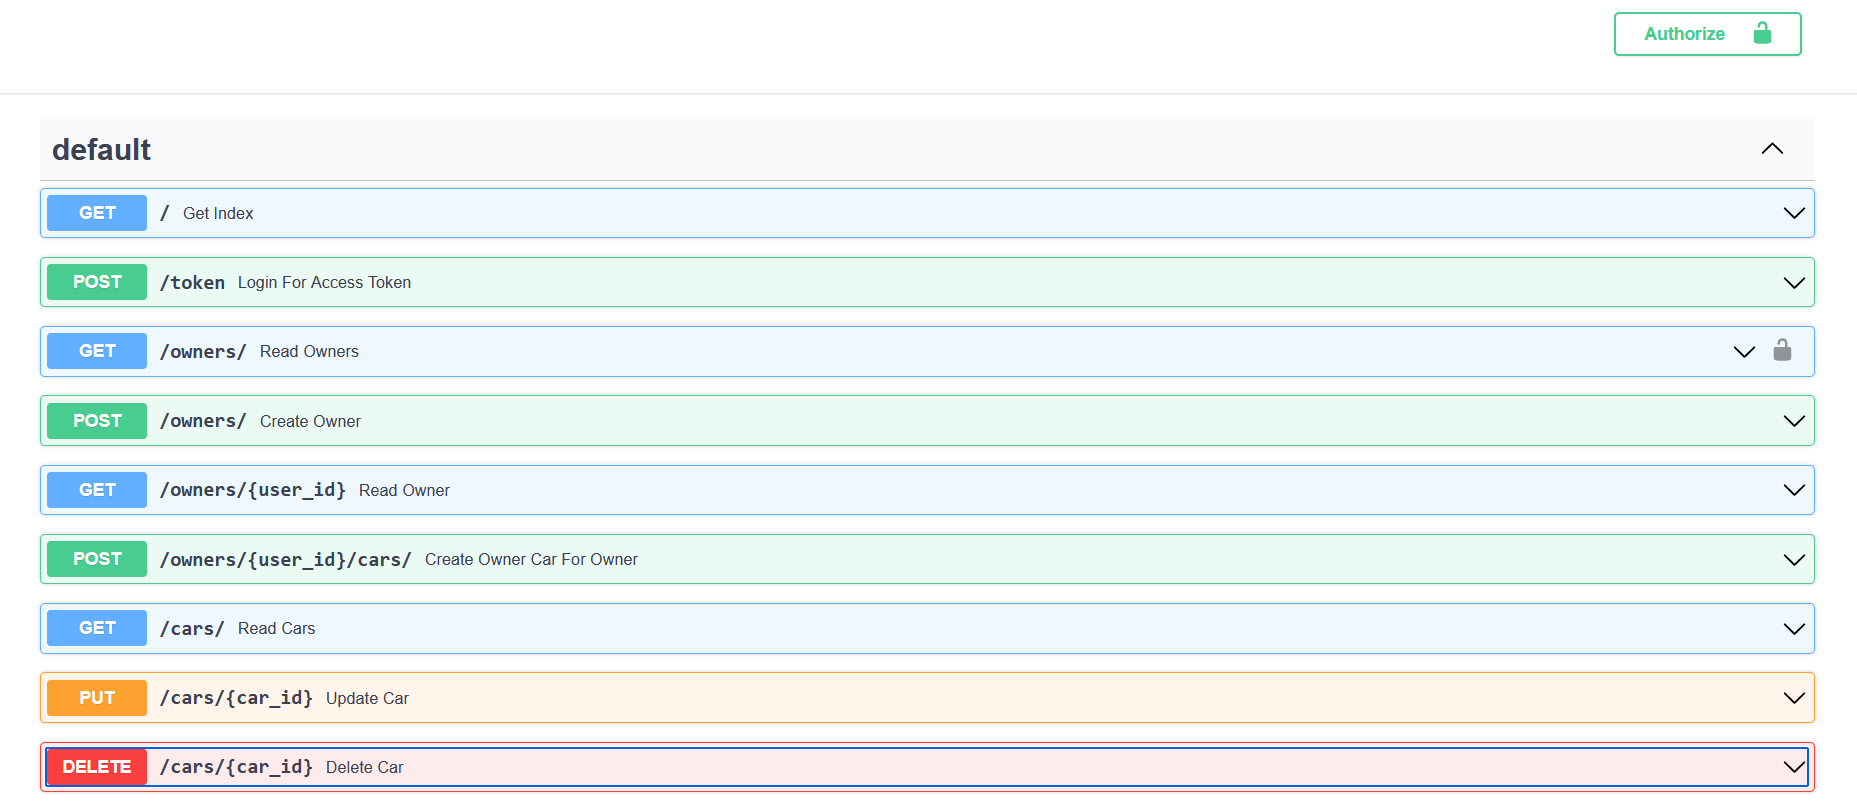 Authorize
default
GET / Get Index
POST /token Login For Access Token
GET /owners/ Read Owners
POST /owners/ Create Owner
GET /owners/{user_id} Read Owner
POST /owners/{user_id}/cars/ Create Owner Car For Owner
GET /cars/ Read Cars
PUT /cars/{car_id} Update Car
DELETE /cars/{car_id} Delete Car